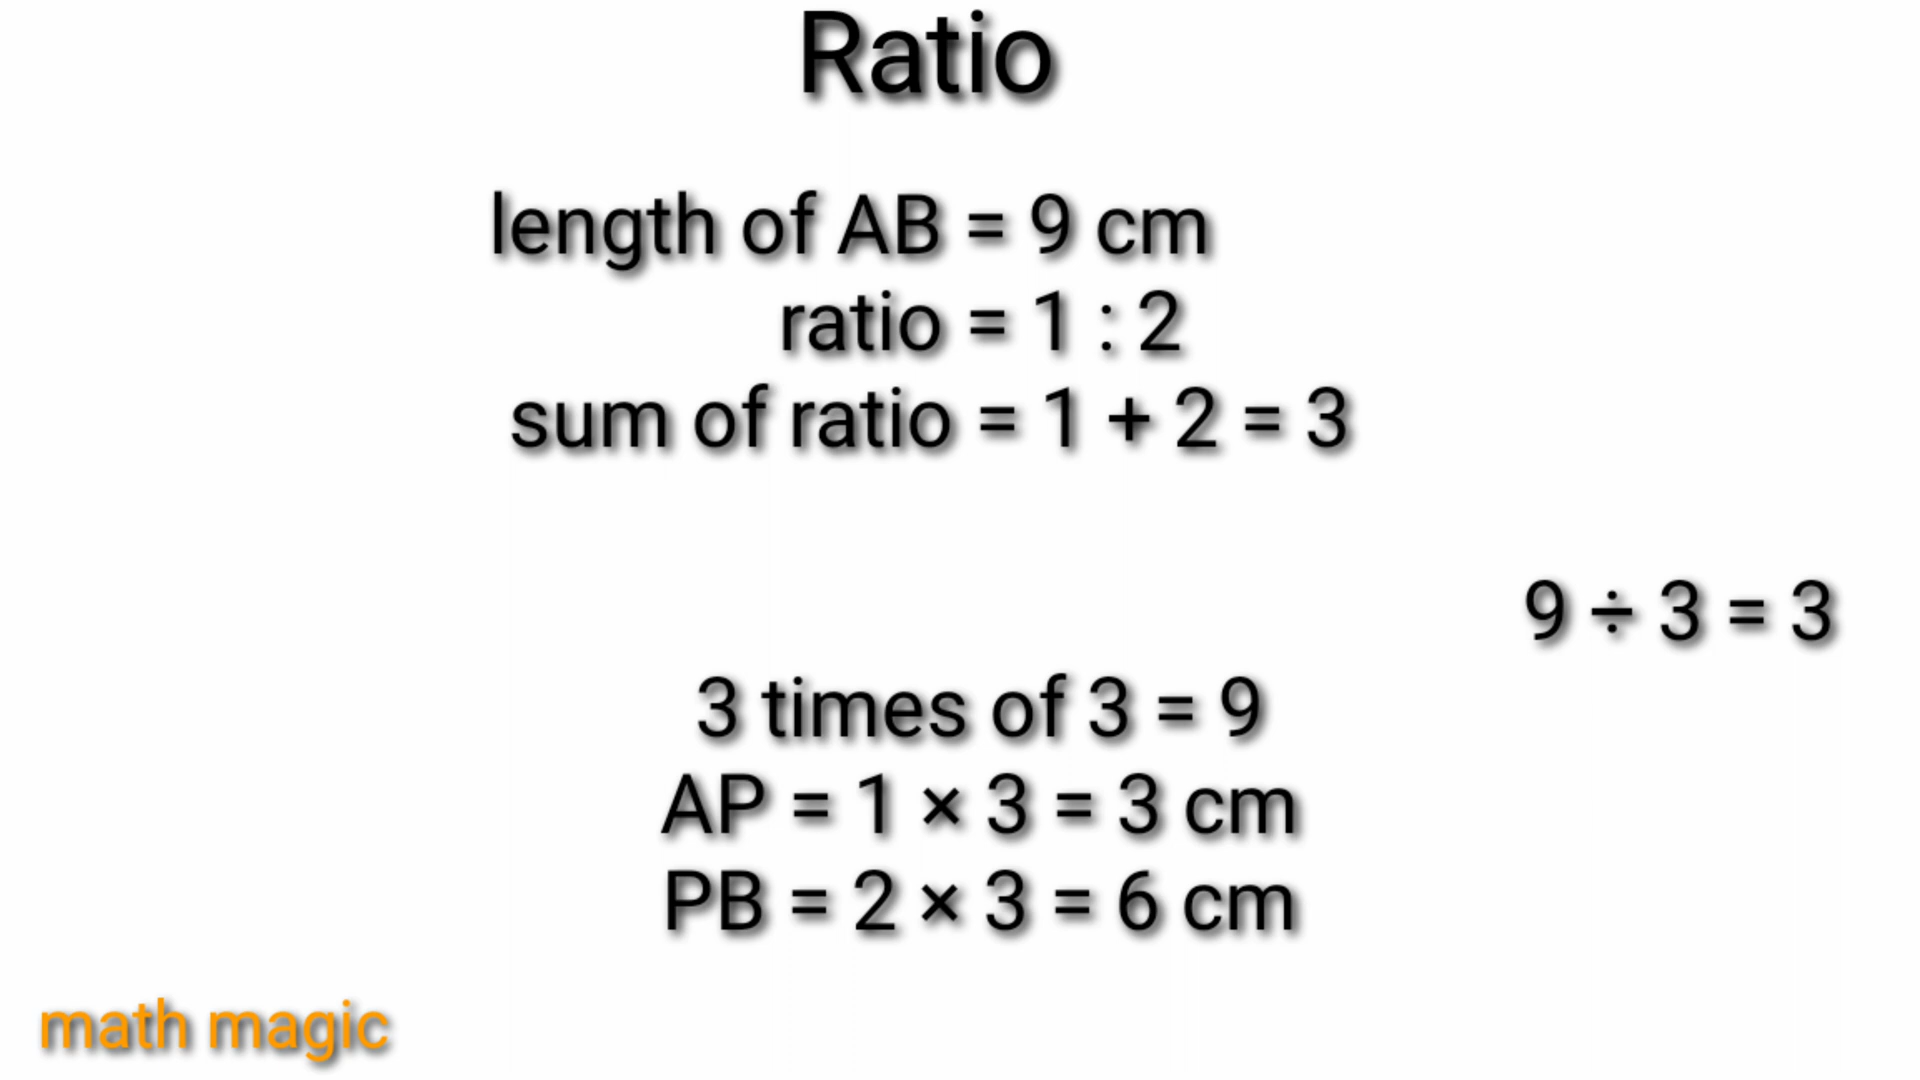 Ratio
length of AB = 9 cm
ratio = 1 : 2
sum of ratio = 1 + 2 = 3
9 ÷ 3 = 3
3 times of 3 = 9
AP = 1 × 3 = 3 cm
PB = 2 × 3 = 6 cm
math magic